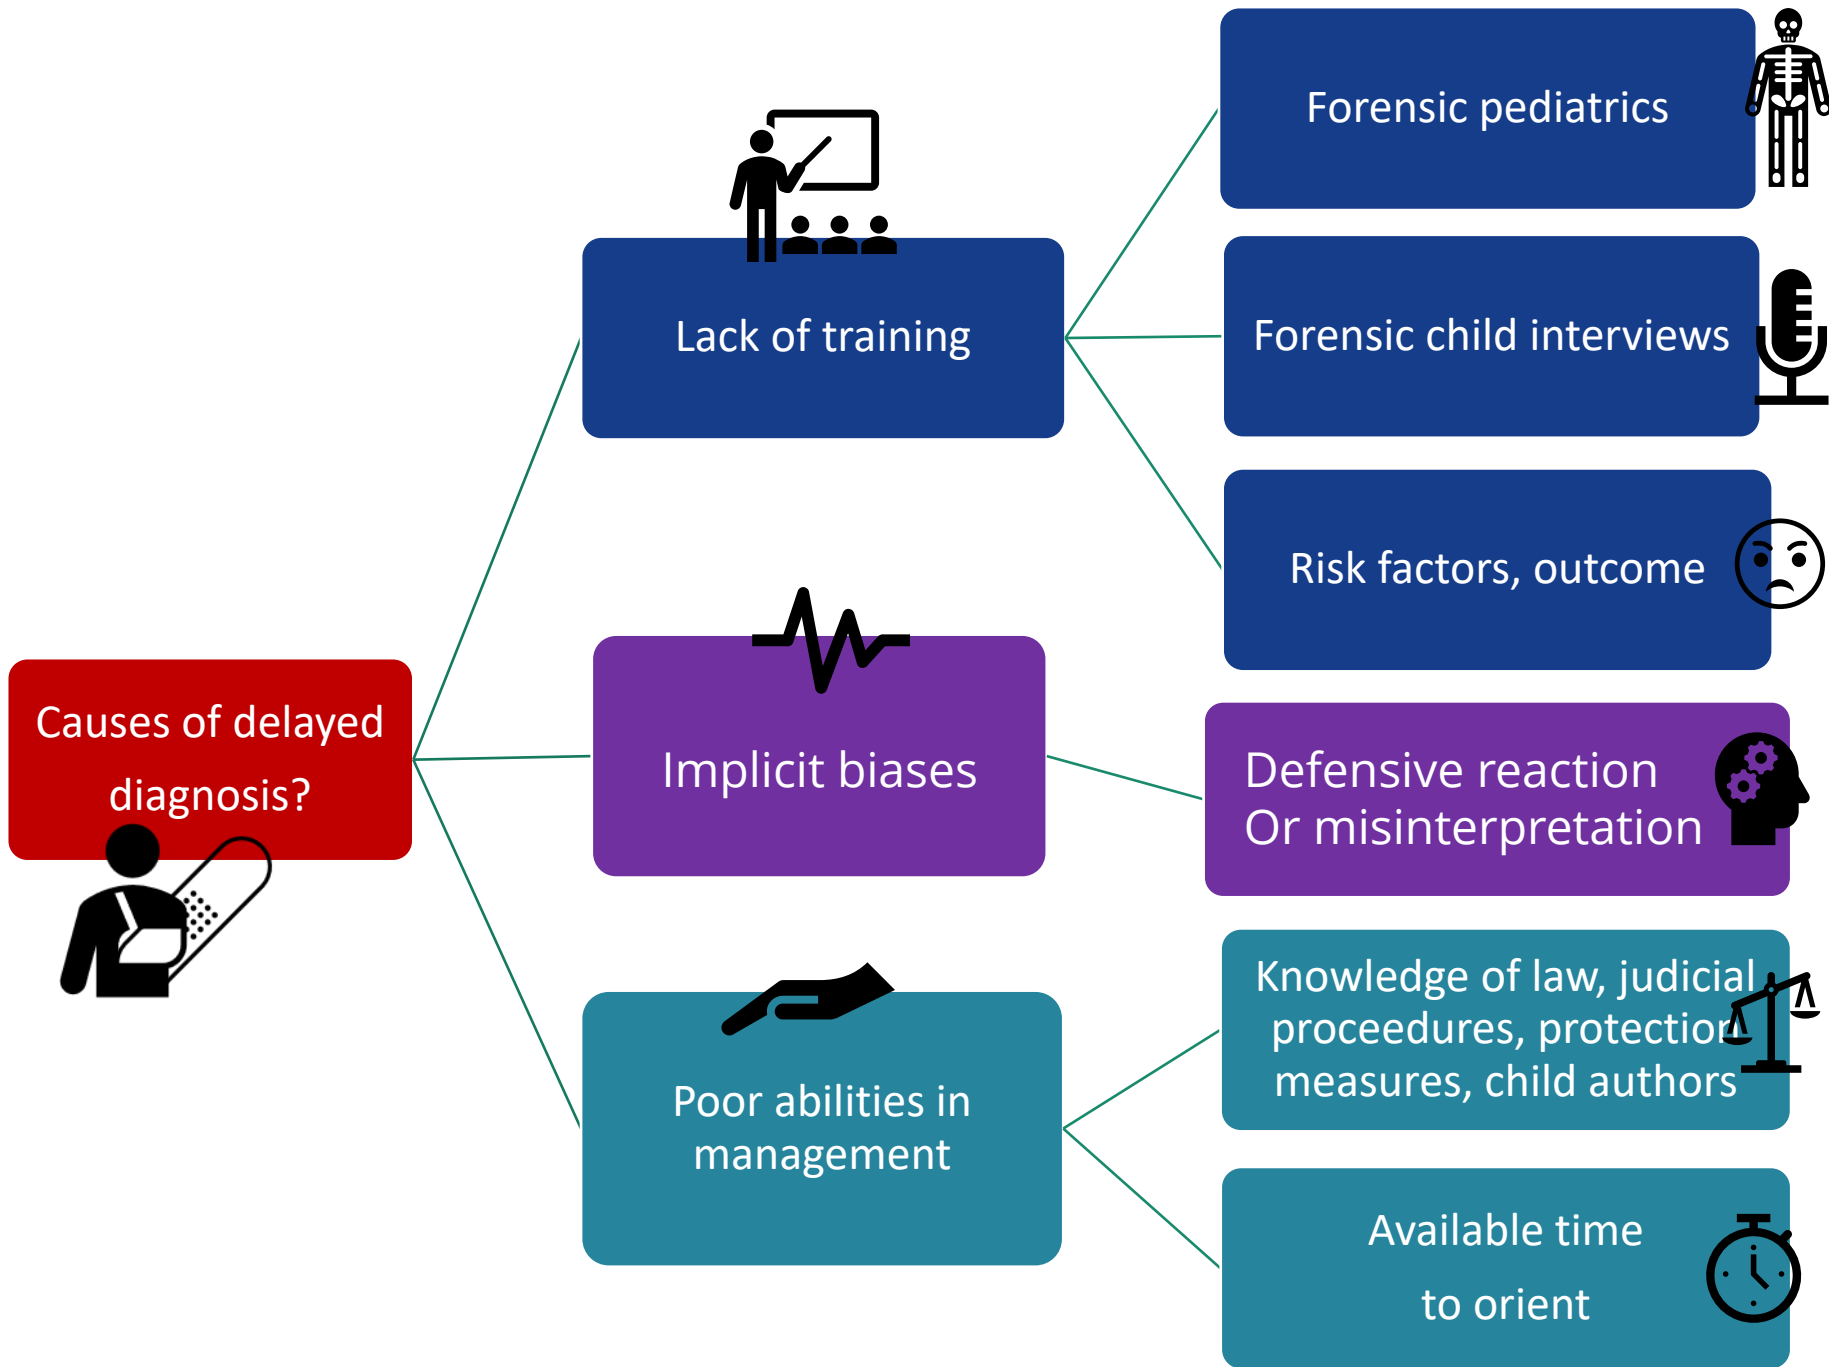 Causes of delayed
diagnosis?
Lack of training
Forensic pediatrics
Forensic child interviews
Risk factors, outcome
Implicit biases
Defensive reaction
Or misinterpretation
Poor abilities in
management
Knowledge of law, judicial
proceedures, protection
measures, child authors
Available time
to orient